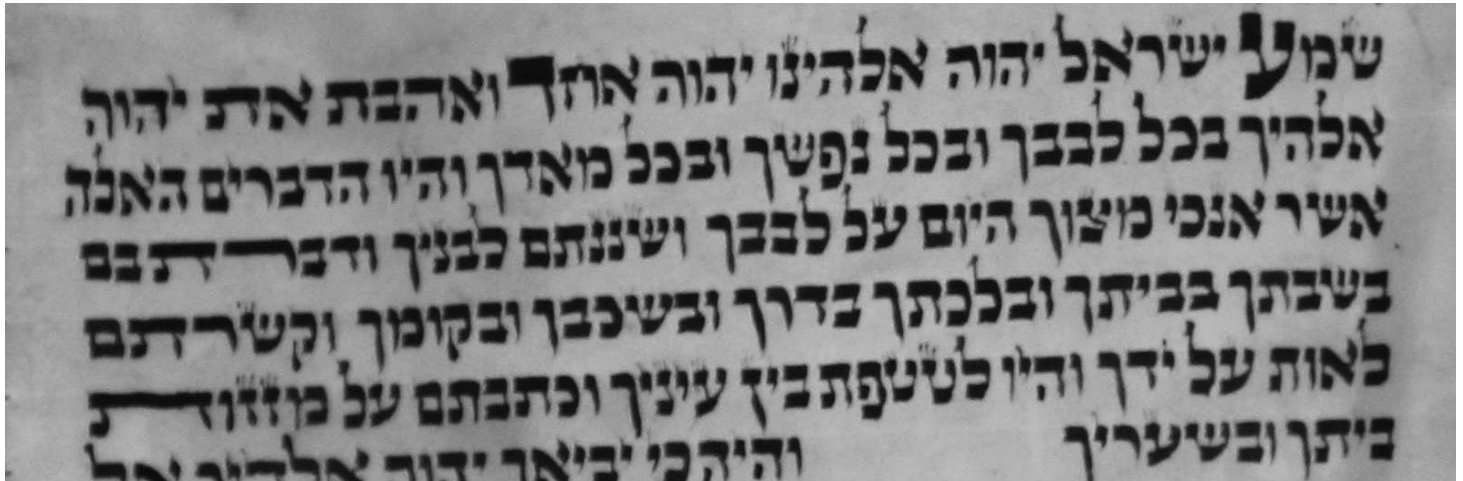 שמע ישראל יהוה אלהינו יהוה אחד ואהבת את יהוה
אלהיך בכל לבבך ובכל נפשך ובכל מאדך והיו הדברים האלה
אשר אנכי מצוך היום על לבבך ושננתם לבניך ודברת בם
בשבתך בביתך ובלכתך בדרך ובשכבך ובקומך וקשרתם
לאות על ידך והיו לטטפת בין עיניך וכתבתם על מזוזות
ביתך ובשעריך והיה כי יביאך יהוה אלהיך אל